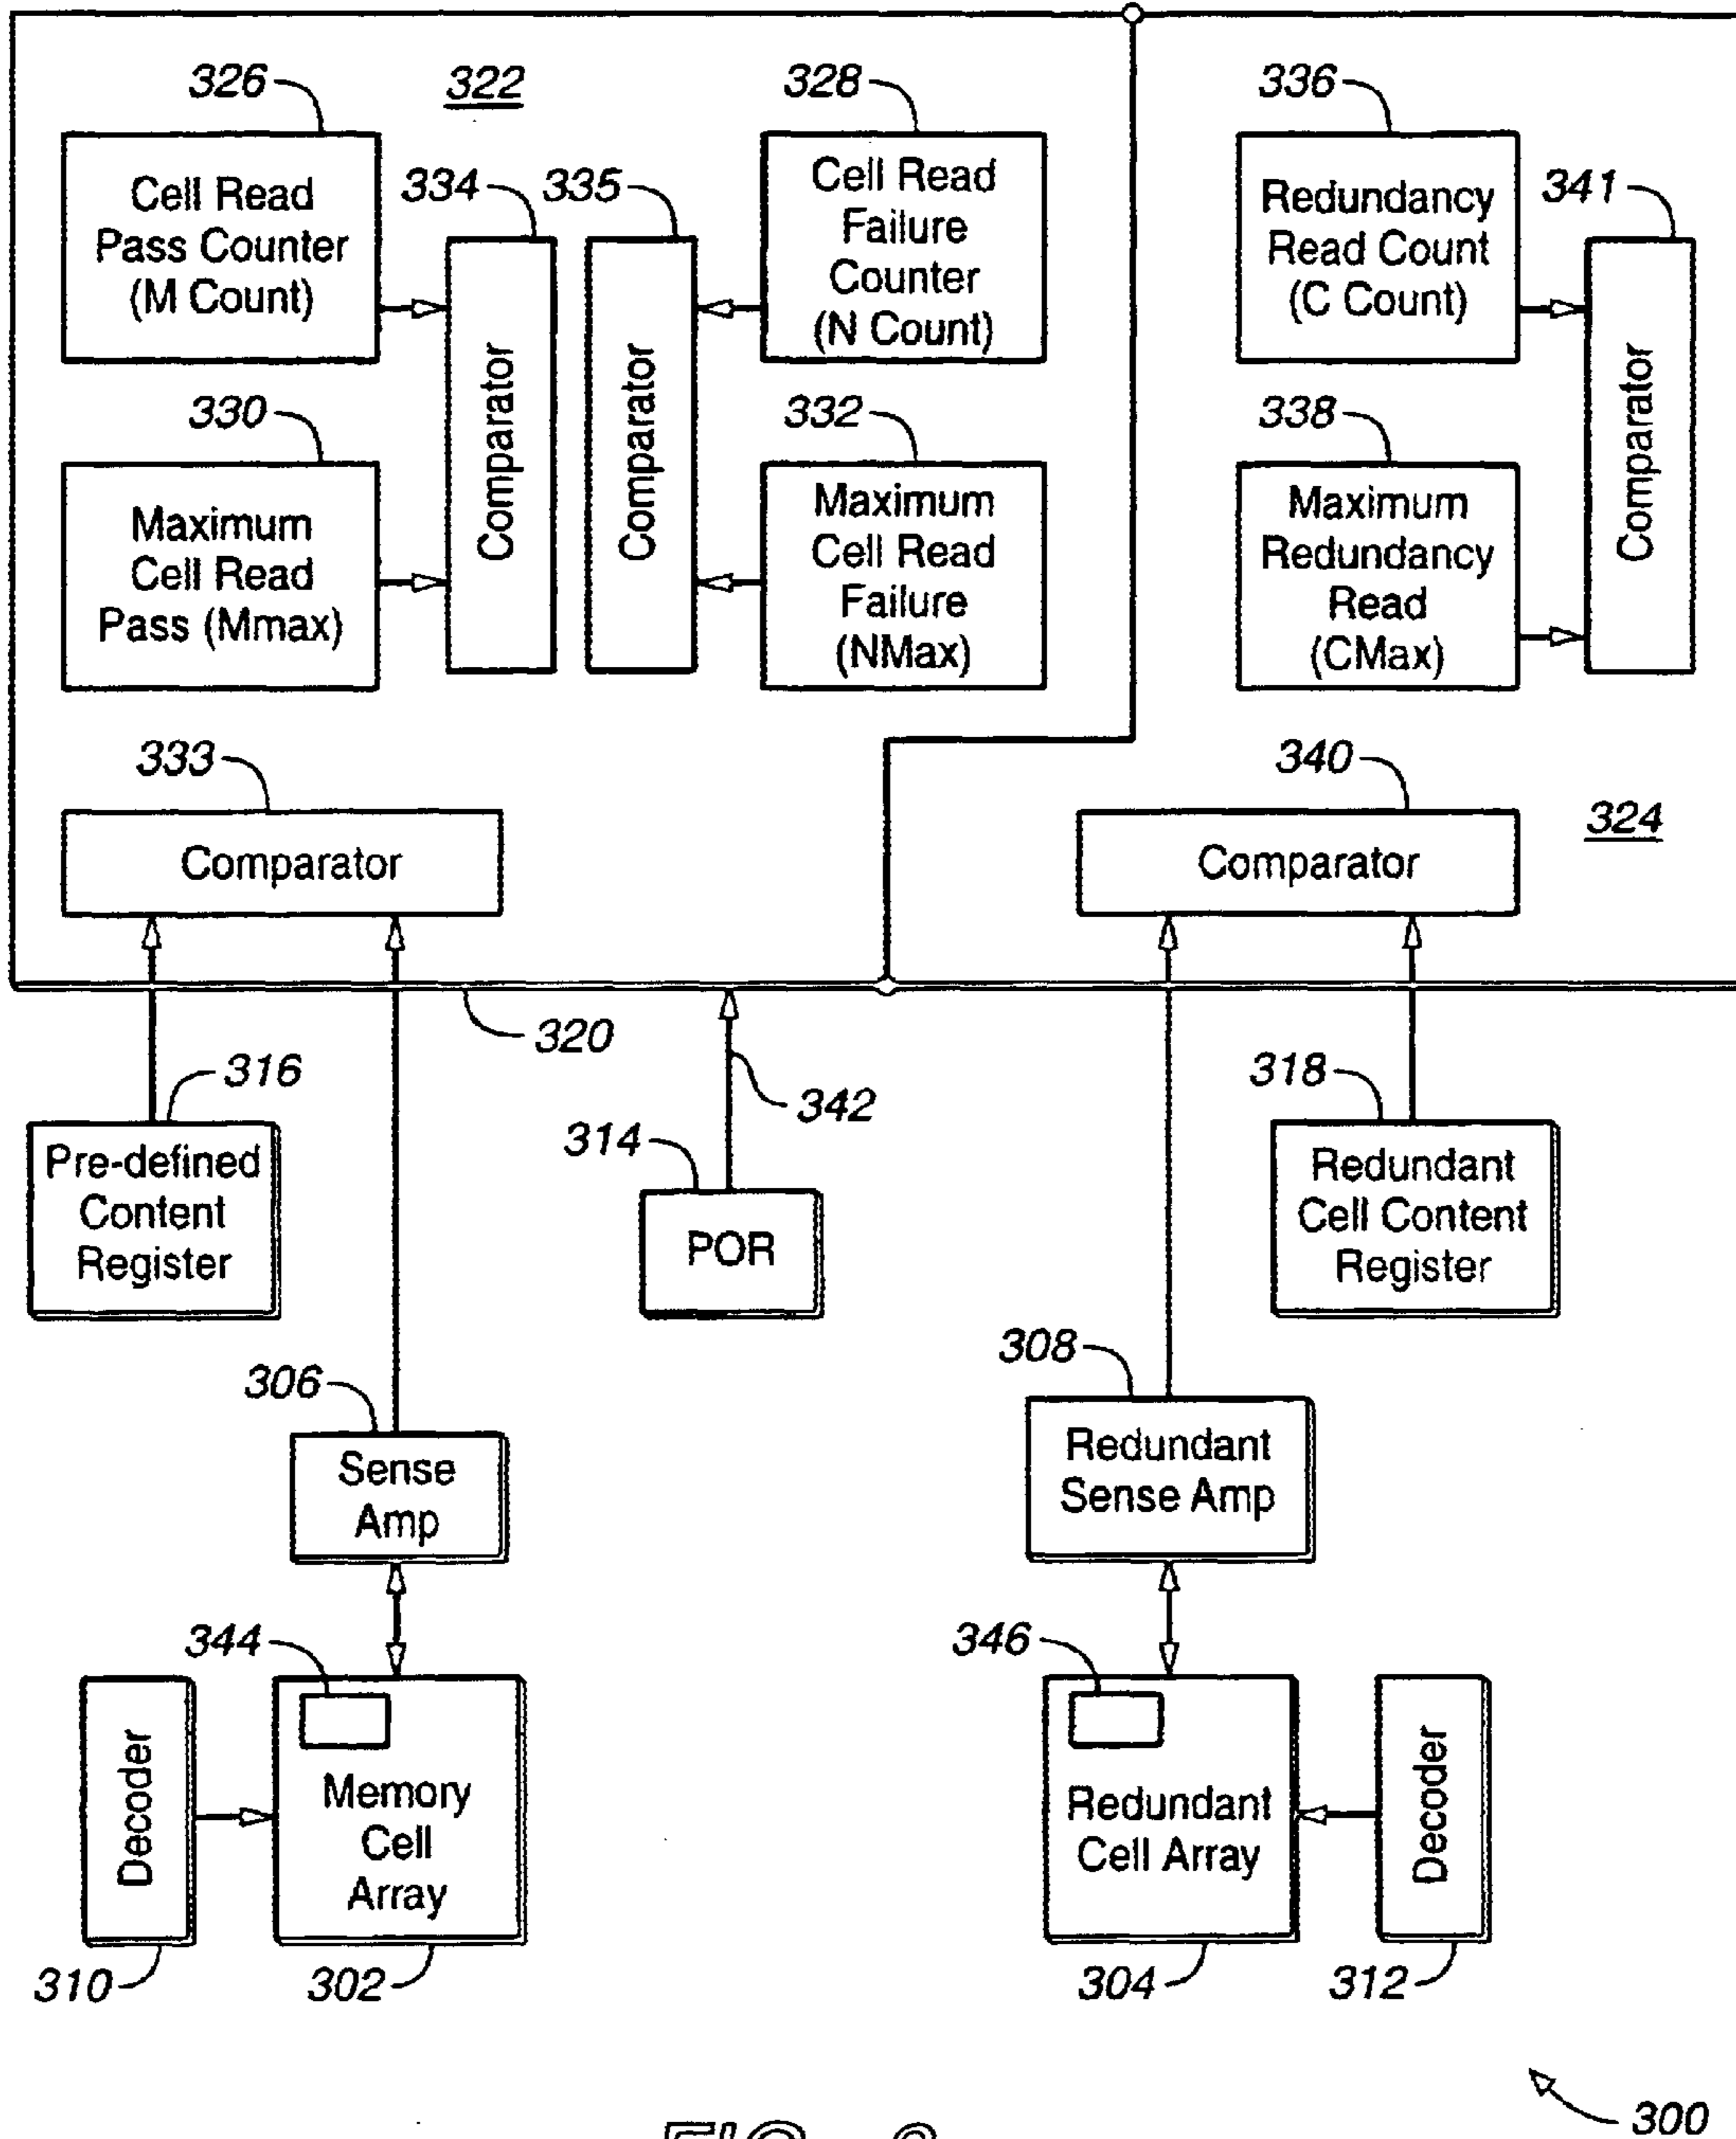 326
322
328
336
Cell Read
Pass Counter
(M Count)
334
335
Cell Read
Failure
Counter
(N Count)
Redundancy
Read Count
(C Count)
341
Comparator
Comparator
Comparator
330
332
338
Maximum
Cell Read
Pass (Mmax)
Maximum
Cell Read
Failure
(NMax)
Maximum
Redundancy
Read
(CMax)
333
340
324
Comparator
Comparator
320
342
316
318
314
Pre-defined
Content
Register
POR
Redundant
Cell Content
Register
306
308
Sense
Amp
Redundant
Sense Amp
344
346
Decoder
Memory
Cell
Array
Redundant
Cell Array
Decoder
310
302
304
312
300